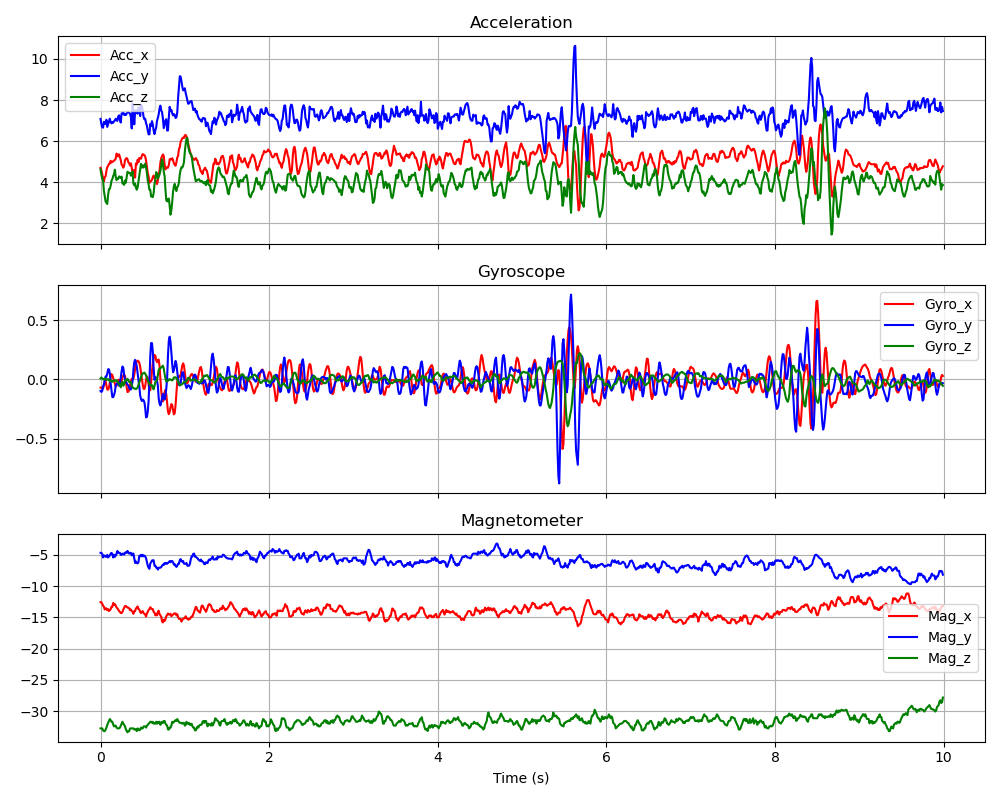 Acceleration
10
8
6
4
2
Acc_x
Acc_y
Acc_z
Gyroscope
0.5
0.0
−0.5
Gyro_x
Gyro_y
Gyro_z
Magnetometer
−5
−10
−15
−20
−25
−30
Mag_x
Mag_y
Mag_z
0 2 4 6 8 10
Time (s)